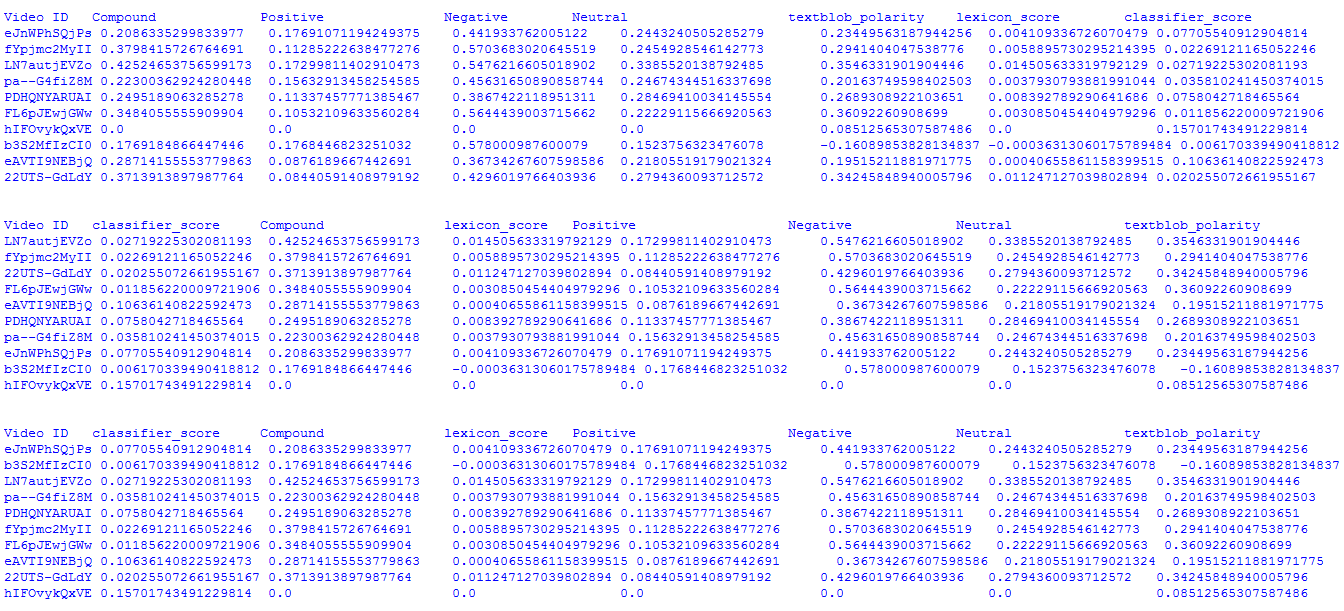 Video ID Compound Positive Negative Neutral textblob_polarity lexicon_score classifier_score
eJnWPhSQjPs 0.2086335299833977 0.17691071194249375 0.441933762005122 0.2443240505285279 0.23449563187944256 0.004109336726070479 0.07705540912904814
fYpjmc2MyII 0.3798415726764691 0.11285222638477276 0.5703683020645519 0.2454928546142773 0.2941404047538776 0.0058895730295214395 0.02269121165052246
LN7autjEVZo 0.42524653756599173 0.17299811402910473 0.5476216605018902 0.3385520138792485 0.3546331901904446 0.014505633319792129 0.02719225302081193
pa--G4fiZ8M 0.22300362924280448 0.15632913458254585 0.45631650890858744 0.24674344516337698 0.20163749598402503 0.0037930793881991044 0.035810241450374015
PDHQNYARUAI 0.2495189063285278 0.11337457771385467 0.3867422118951311 0.28469410034145554 0.2689308922103651 0.008392789290641686 0.0758042718465564
FL6pJEwjGWw 0.3484055555909904 0.10532109633560284 0.5644439003715662 0.22229115666920563 0.36092260908699 0.0030850454404979296 0.011856220009721906
hIFOvykQxVE 0.0 0.0 0.0 0.0 0.08512565307587486 0.0 0.15701743491229814
b3S2MfIzCI0 0.1769184866447446 0.1768446823251032 0.578000987600079 0.1523756323476078 -0.16089853828134837 -0.00036313060175789484 0.006170339490418812
eAVTI9NEBjQ 0.28714155553779863 0.0876189667442691 0.36734267607598586 0.21805519179021324 0.19515211881971775 0.00040655861158399515 0.10636140822592473
22UTS-GdLdY 0.3713913897987764 0.08440591408979192 0.4296019766403936 0.2794360093712572 0.34245848940005796 0.011247127039802894 0.020255072661955167
Video ID classifier_score Compound lexicon_score Positive Negative Neutral textblob_polarity
LN7autjEVZo 0.02719225302081193 0.42524653756599173 0.014505633319792129 0.17299811402910473 0.5476216605018902 0.3385520138792485 0.3546331901904446
fYpjmc2MyII 0.02269121165052246 0.3798415726764691 0.0058895730295214395 0.11285222638477276 0.5703683020645519 0.2454928546142773 0.2941404047538776
22UTS-GdLdY 0.020255072661955167 0.3713913897987764 0.011247127039802894 0.08440591408979192 0.4296019766403936 0.2794360093712572 0.34245848940005796
FL6pJEwjGWw 0.011856220009721906 0.3484055555909904 0.0030850454404979296 0.10532109633560284 0.5644439003715662 0.22229115666920563 0.36092260908699
eAVTI9NEBjQ 0.10636140822592473 0.28714155553779863 0.00040655861158399515 0.0876189667442691 0.36734267607598586 0.21805519179021324 0.19515211881971775
PDHQNYARUAI 0.0758042718465564 0.2495189063285278 0.008392789290641686 0.11337457771385467 0.3867422118951311 0.28469410034145554 0.2689308922103651
pa--G4fiZ8M 0.035810241450374015 0.22300362924280448 0.0037930793881991044 0.15632913458254585 0.45631650890858744 0.24674344516337698 0.20163749598402503
eJnWPhSQjPs 0.07705540912904814 0.2086335299833977 0.004109336726070479 0.17691071194249375 0.441933762005122 0.2443240505285279 0.23449563187944256
b3S2MfIzCI0 0.006170339490418812 0.1769184866447446 -0.00036313060175789484 0.1768446823251032 0.578000987600079 0.1523756323476078 -0.16089853828134837
hIFOvykQxVE 0.15701743491229814 0.0 0.0 0.0 0.0 0.0 0.08512565307587486
Video ID classifier_score Compound lexicon_score Positive Negative Neutral textblob_polarity
eJnWPhSQjPs 0.07705540912904814 0.2086335299833977 0.004109336726070479 0.17691071194249375 0.441933762005122 0.2443240505285279 0.23449563187944256
b3S2MfIzCI0 0.006170339490418812 0.1769184866447446 -0.00036313060175789484 0.1768446823251032 0.578000987600079 0.1523756323476078 -0.16089853828134837
LN7autjEVZo 0.02719225302081193 0.42524653756599173 0.014505633319792129 0.17299811402910473 0.5476216605018902 0.3385520138792485 0.3546331901904446
pa--G4fiZ8M 0.035810241450374015 0.22300362924280448 0.0037930793881991044 0.15632913458254585 0.45631650890858744 0.24674344516337698 0.20163749598402503
PDHQNYARUAI 0.0758042718465564 0.2495189063285278 0.008392789290641686 0.11337457771385467 0.3867422118951311 0.28469410034145554 0.2689308922103651
fYpjmc2MyII 0.02269121165052246 0.3798415726764691 0.0058895730295214395 0.11285222638477276 0.5703683020645519 0.2454928546142773 0.2941404047538776
FL6pJEwjGWw 0.011856220009721906 0.3484055555909904 0.0030850454404979296 0.10532109633560284 0.5644439003715662 0.22229115666920563 0.36092260908699
eAVTI9NEBjQ 0.10636140822592473 0.28714155553779863 0.00040655861158399515 0.0876189667442691 0.36734267607598586 0.21805519179021324 0.19515211881971775
22UTS-GdLdY 0.020255072661955167 0.3713913897987764 0.011247127039802894 0.08440591408979192 0.4296019766403936 0.2794360093712572 0.34245848940005796
hIFOvykQxVE 0.15701743491229814 0.0 0.0 0.0 0.0 0.0 0.08512565307587486